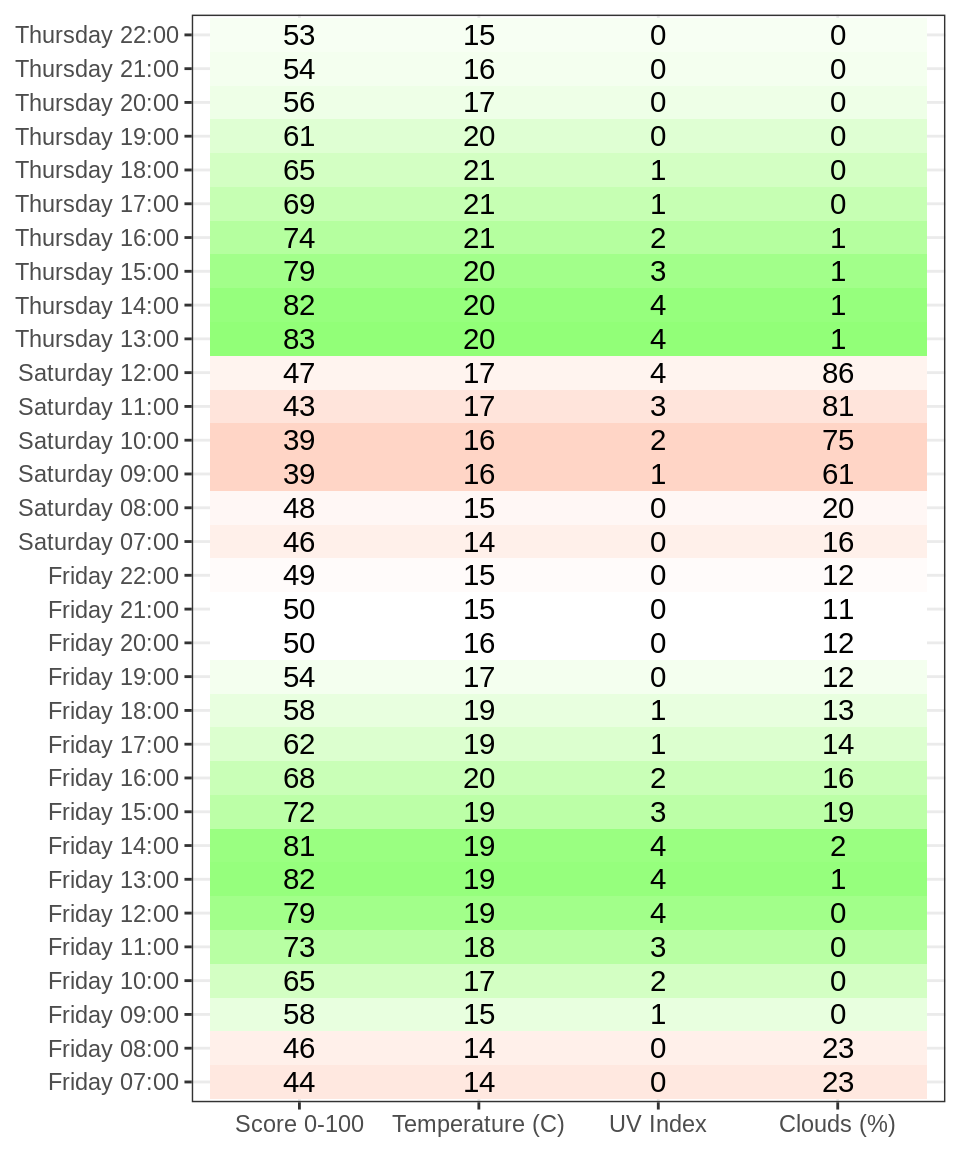 Thursday 22:00 53 15 0 0
Thursday 21:00 54 16 0 0
Thursday 20:00 56 17 0 0
Thursday 19:00 61 20 0 0
Thursday 18:00 65 21 1 0
Thursday 17:00 69 21 1 0
Thursday 16:00 74 21 2 1
Thursday 15:00 79 20 3 1
Thursday 14:00 82 20 4 1
Thursday 13:00 83 20 4 1
Saturday 12:00 47 17 4 86
Saturday 11:00 43 17 3 81
Saturday 10:00 39 16 2 75
Saturday 09:00 39 16 1 61
Saturday 08:00 48 15 0 20
Saturday 07:00 46 14 0 16
Friday 22:00 49 15 0 12
Friday 21:00 50 15 0 11
Friday 20:00 50 16 0 12
Friday 19:00 54 17 0 12
Friday 18:00 58 19 1 13
Friday 17:00 62 19 1 14
Friday 16:00 68 20 2 16
Friday 15:00 72 19 3 19
Friday 14:00 81 19 4 2
Friday 13:00 82 19 4 1
Friday 12:00 79 19 4 0
Friday 11:00 73 18 3 0
Friday 10:00 65 17 2 0
Friday 09:00 58 15 1 0
Friday 08:00 46 14 0 23
Friday 07:00 44 14 0 23
Score 0-100 Temperature (C) UV Index Clouds (%)